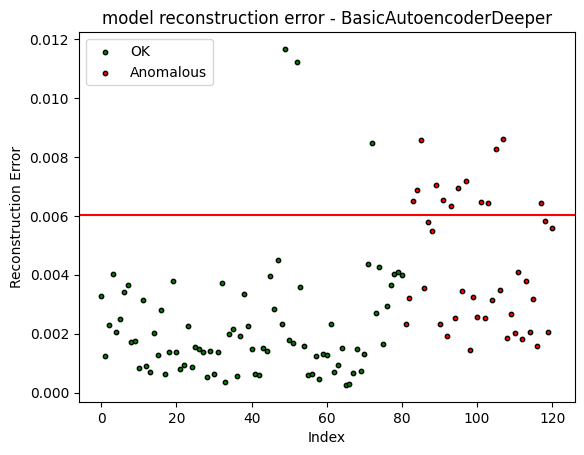 model reconstruction error - BasicAutoencoderDeeper
OK
Anomalous
Reconstruction Error
0.012
0.010
0.008
0.006
0.004
0.002
0.000
0 20 40 60 80 100 120
Index